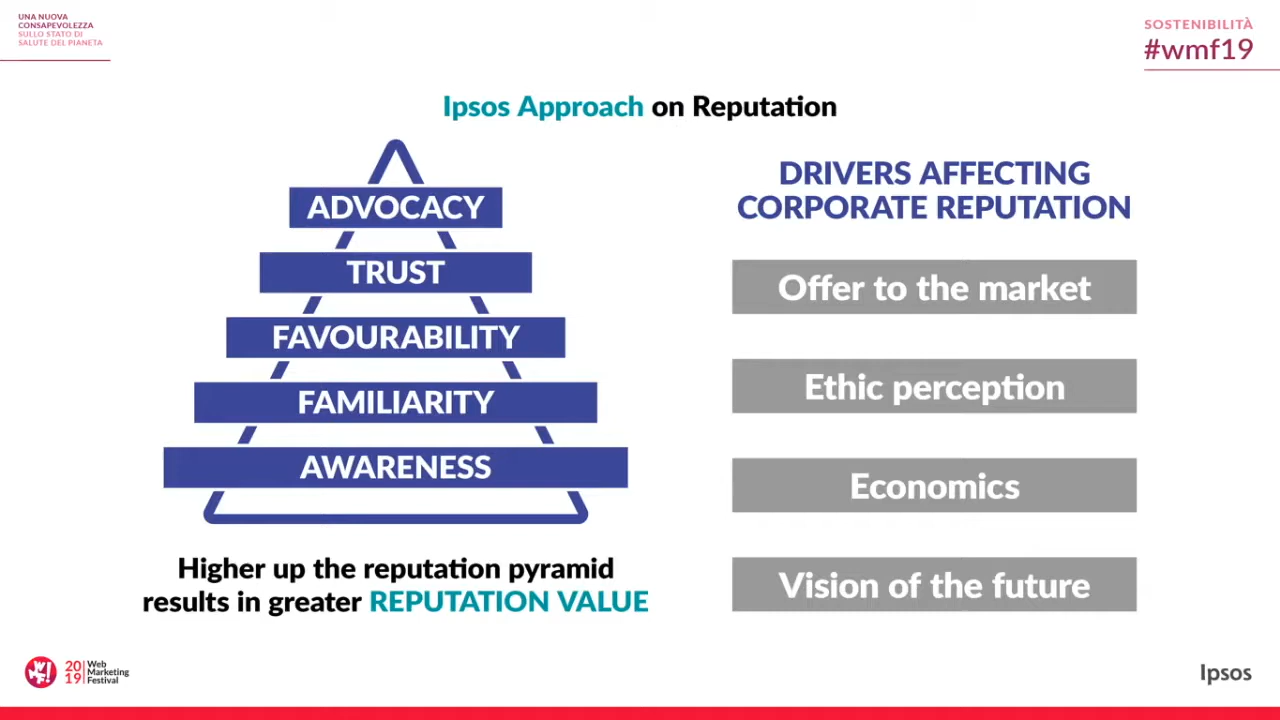 UNA NUOVA
CONSAPEVOLEZZA
SULLO STATO DI
SALUTE DEL PIANETA
SOSTENIBILITÀ
#wmf19
Ipsos Approach on Reputation
ADVOCACY
TRUST
FAVOURABILITY
FAMILIARITY
AWARENESS
Higher up the reputation pyramid
results in greater REPUTATION VALUE
DRIVERS AFFECTING
CORPORATE REPUTATION
Offer to the market
Ethic perception
Economics
Vision of the future
20
19
Web
Marketing
Festival
Ipsos